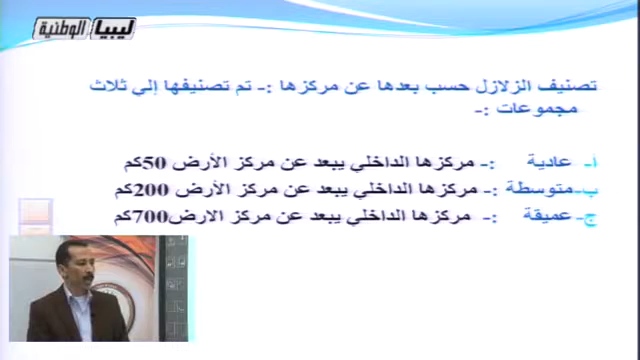 ليبيا الوطنية
تصنيف الزلازل حسب بعدها عن مركزها :- تم تصنيفها إلي ثلاث
مجموعات :-
أ- عادية :- مركزها الداخلي يبعد عن مركز الأرض 50كم
ب-متوسطة :- مركزها الداخلي يبعد عن مركز الأرض 200كم
ج- عميقة :- مركزها الداخلي يبعد عن مركز الارض700كم